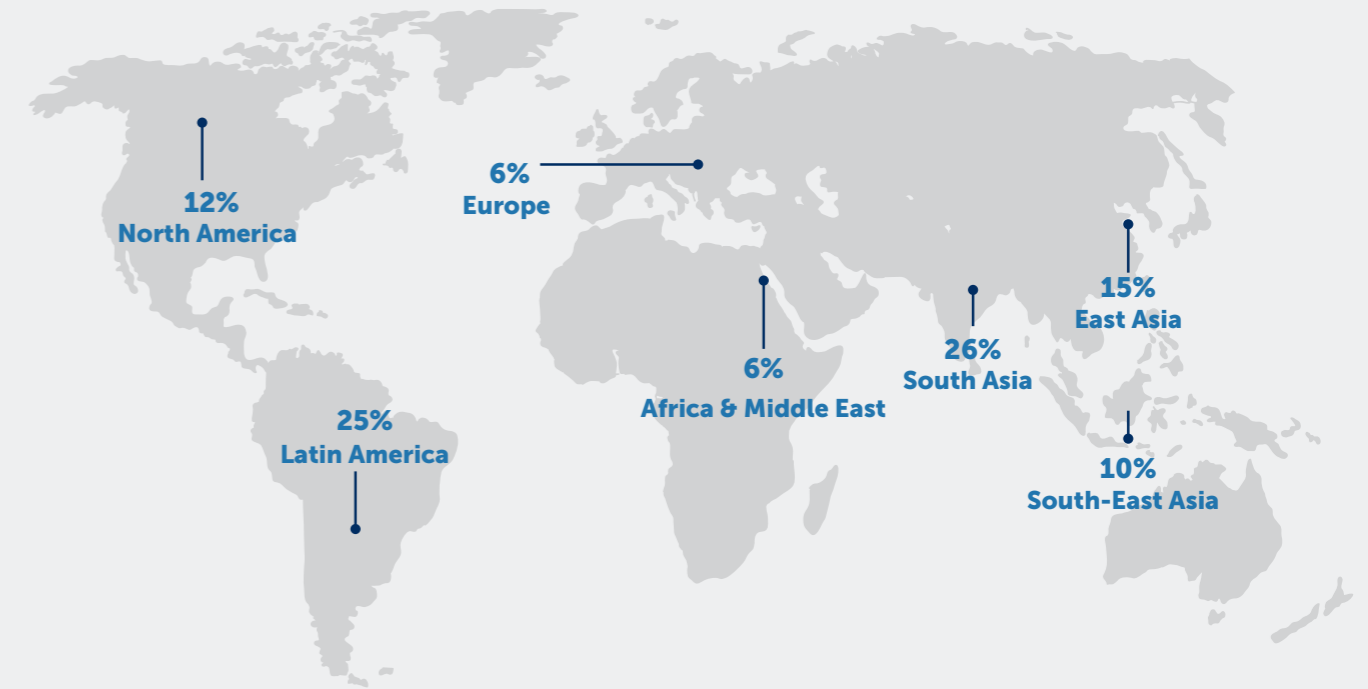 12%
North America
6%
Europe
15%
East Asia
26%
South Asia
6%
Africa & Middle East
25%
Latin America
10%
South-East Asia